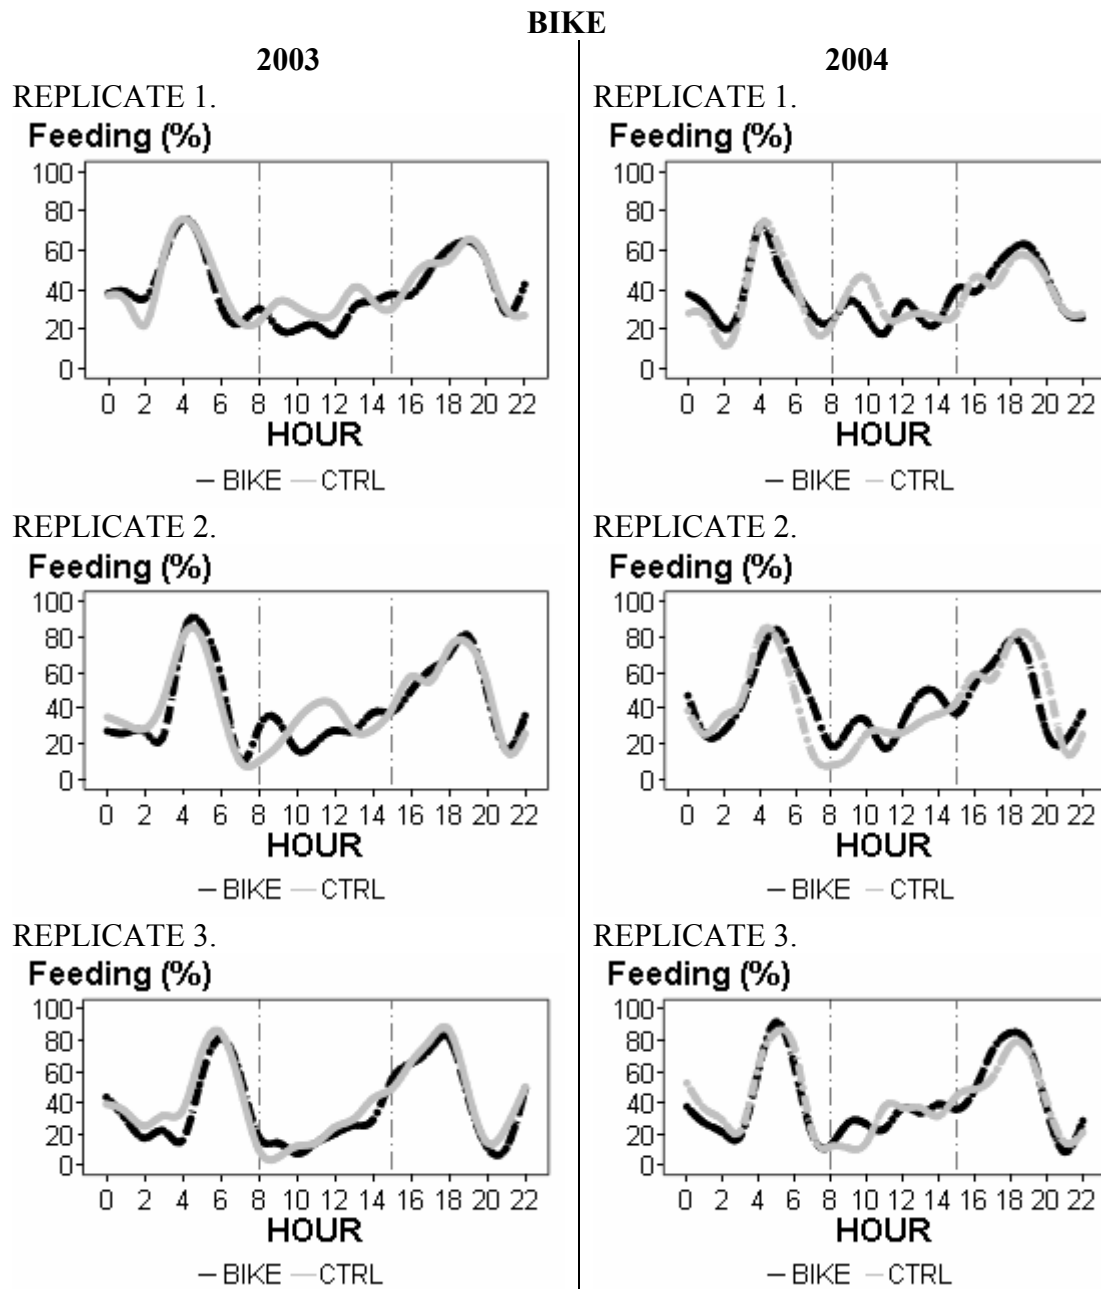 BIKE
2003
REPLICATE 1.
Feeding (%)
100
80
60
40
20
0
0 2 4 6 8 10 12 14 16 18 20 22
HOUR
BIKE CTRL
REPLICATE 2.
Feeding (%)
100
80
60
40
20
0
0 2 4 6 8 10 12 14 16 18 20 22
HOUR
BIKE CTRL
REPLICATE 3.
Feeding (%)
100
80
60
40
20
0
0 2 4 6 8 10 12 14 16 18 20 22
HOUR
BIKE CTRL
2004
REPLICATE 1.
Feeding (%)
100
80
60
40
20
0
0 2 4 6 8 10 12 14 16 18 20 22
HOUR
BIKE CTRL
REPLICATE 2.
Feeding (%)
100
80
60
40
20
0
0 2 4 6 8 10 12 14 16 18 20 22
HOUR
BIKE CTRL
REPLICATE 3.
Feeding (%)
100
80
60
40
20
0
0 2 4 6 8 10 12 14 16 18 20 22
HOUR
BIKE CTRL